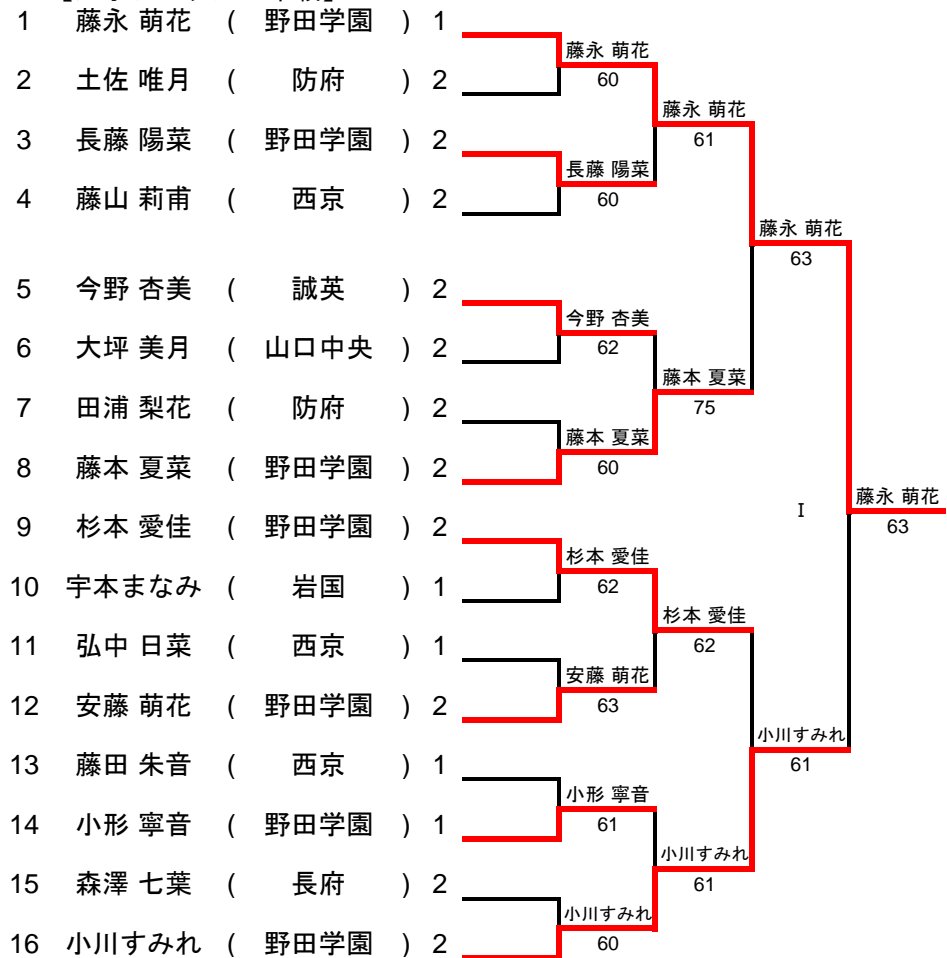 1 藤永 萌花 ( 野田学園 ) 1
藤永 萌花
2 土佐 唯月 ( 防府 ) 2
60
藤永 萌花
61
3 長藤 陽菜 ( 野田学園 ) 2
長藤 陽菜
4 藤山 莉甫 ( 西京 ) 2
60
藤永 萌花
63
5 今野 杏美 ( 誠英 ) 2
今野 杏美
6 大坪 美月 ( 山口中央 ) 2
62
藤本 夏菜
75
7 田浦 梨花 ( 防府 ) 2
藤本 夏菜
8 藤本 夏菜 ( 野田学園 ) 2
60
藤永 萌花
I
63
9 杉本 愛佳 ( 野田学園 ) 2
杉本 愛佳
10 宇本まなみ ( 岩国 ) 1
62
杉本 愛佳
62
11 弘中 日菜 ( 西京 ) 1
安藤 萌花
12 安藤 萌花 ( 野田学園 ) 2
63
小川すみれ
61
13 藤田 朱音 ( 西京 ) 1
小形 寧音
14 小形 寧音 ( 野田学園 ) 1
61
小川すみれ
61
15 森澤 七葉 ( 長府 ) 2
小川すみれ
16 小川すみれ ( 野田学園 ) 2
60